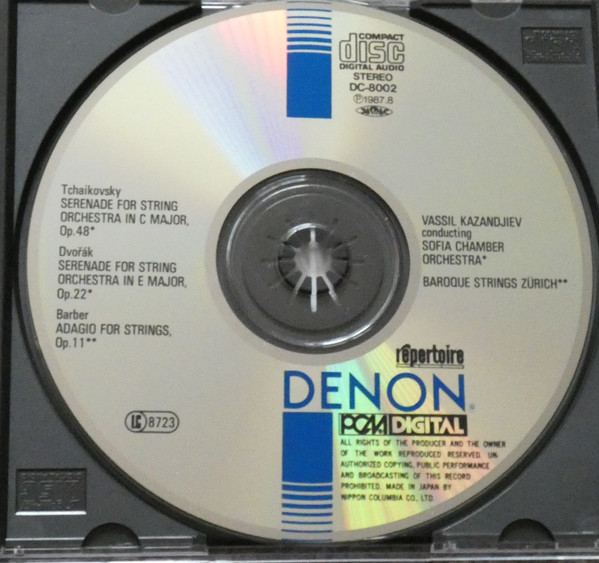 COMPACT
disc
DIGITAL AUDIO
STEREO
DC-8002
Ⓟ1987.8
Tchaikovsky
SERENADE FOR STRING
ORCHESTRA IN C MAJOR,
Op.48*
Dvořák
SERENADE FOR STRING
ORCHESTRA IN E MAJOR,
Op.22*
Barber
ADAGIO FOR STRINGS,
Op.11**
VASSIL KAZANDJIEV
conducting
SOFIA CHAMBER
ORCHESTRA*
BAROQUE STRINGS ZÜRICH**
LC 8723
répertoire
DENON
PCM DIGITAL
ALL RIGHTS OF THE PRODUCER AND THE OWNER
OF THE WORK REPRODUCED RESERVED. UN-
AUTHORIZED COPYING, PUBLIC PERFORMANCE
AND BROADCASTING OF THIS RECORD
PROHIBITED. MADE IN JAPAN BY
NIPPON COLUMBIA CO., LTD.